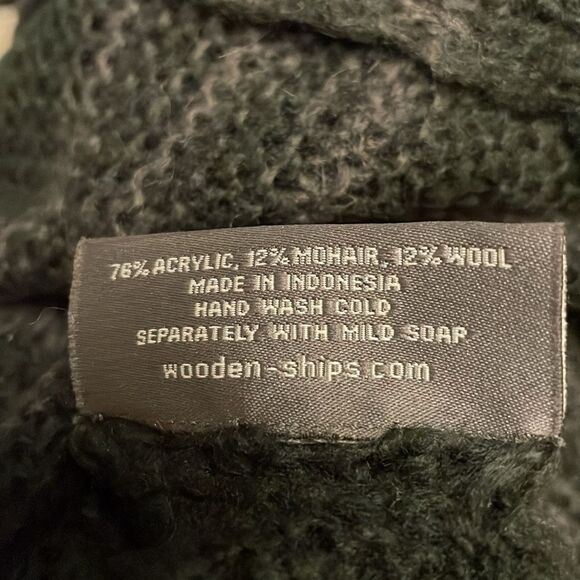 76% ACRYLIC, 12% MOHAIR, 12% WOOL
MADE IN INDONESIA
HAND WASH COLD
SEPARATELY WITH MILD SOAP
wooden-ships.com